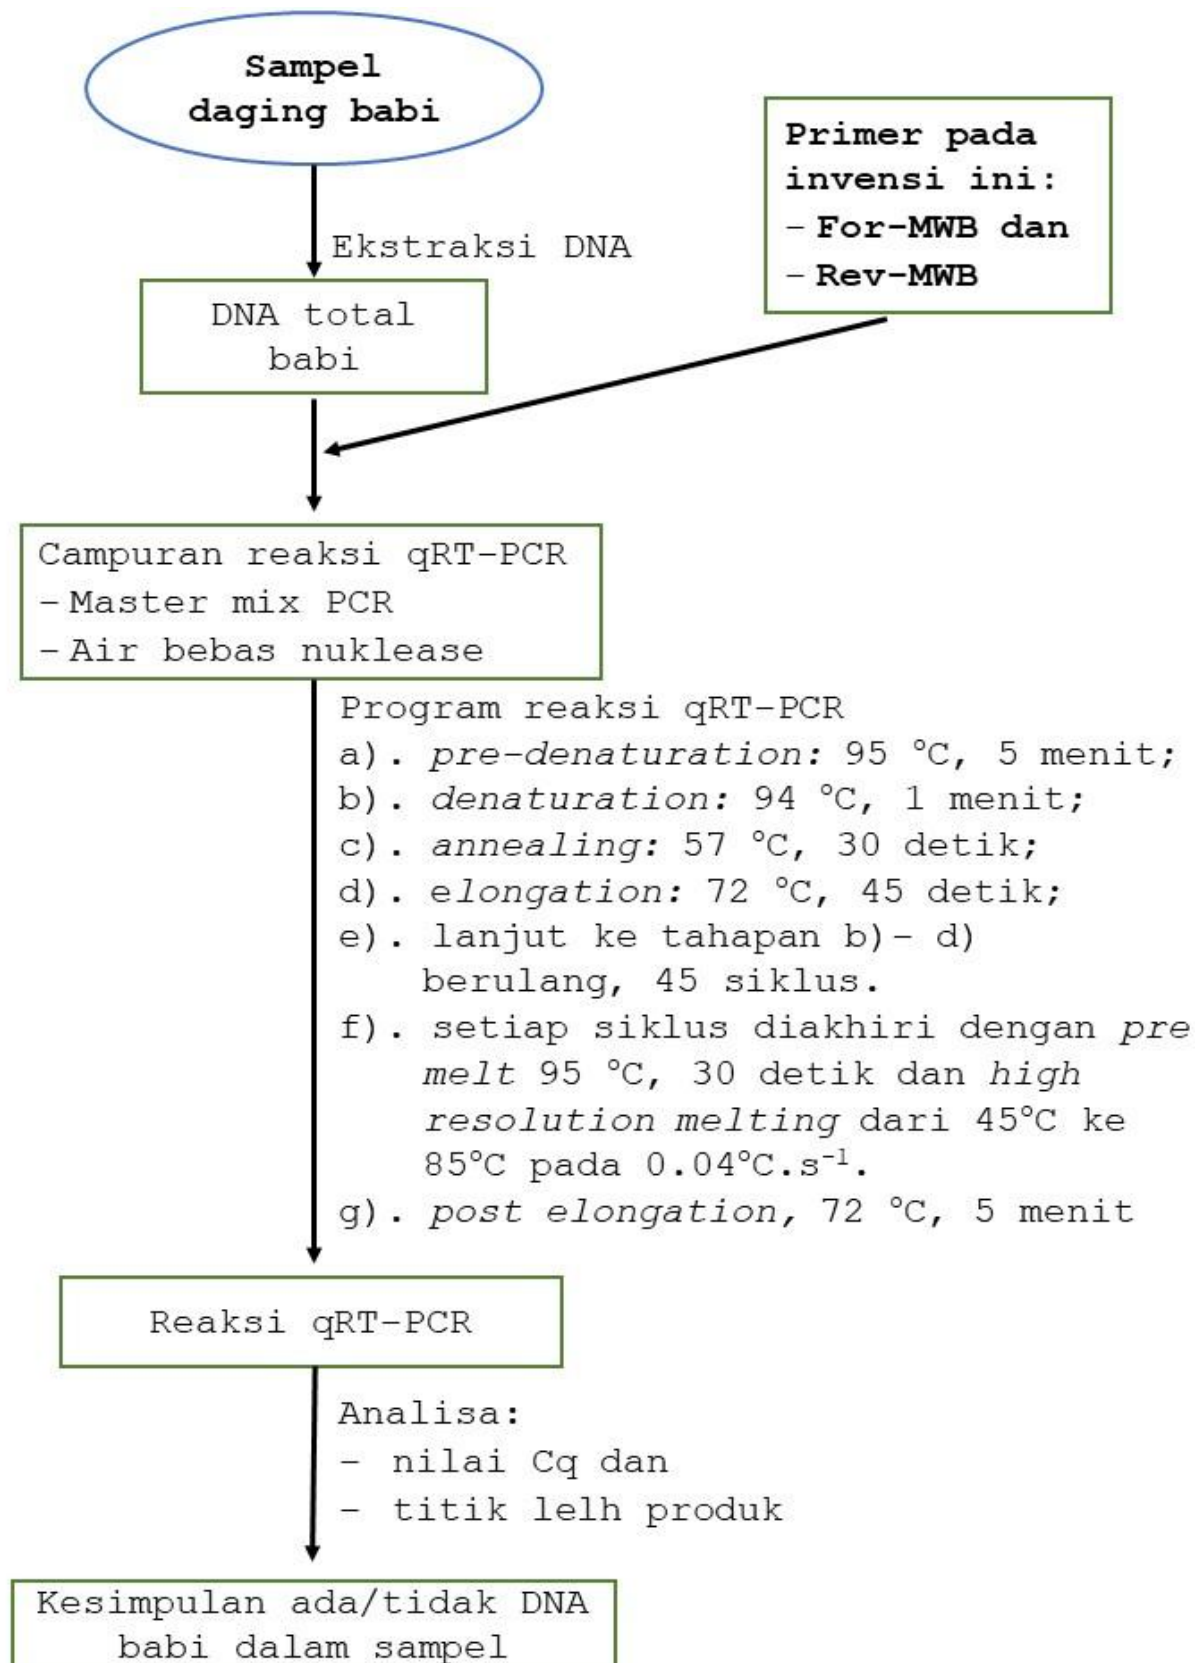 Sampel
daging babi
Primer pada
invensi ini:
- For-MWB dan
- Rev-MWB
Ekstraksi DNA
DNA total
babi
Campuran reaksi qRT-PCR
- Master mix PCR
- Air bebas nuklease
Program reaksi qRT-PCR
a). pre-denaturation: 95 °C, 5 menit;
b). denaturation: 94 °C, 1 menit;
c). annealing: 57 °C, 30 detik;
d). elongation: 72 °C, 45 detik;
e). lanjut ke tahapan b)- d)
berulang, 45 siklus.
f). setiap siklus diakhiri dengan pre
melt 95 °C, 30 detik dan high
resolution melting dari 45°C ke
85°C pada 0.04°C.s⁻¹.
g). post elongation, 72 °C, 5 menit
Reaksi qRT-PCR
Analisa:
- nilai Cq dan
- titik lelh produk
Kesimpulan ada/tidak DNA
babi dalam sampel